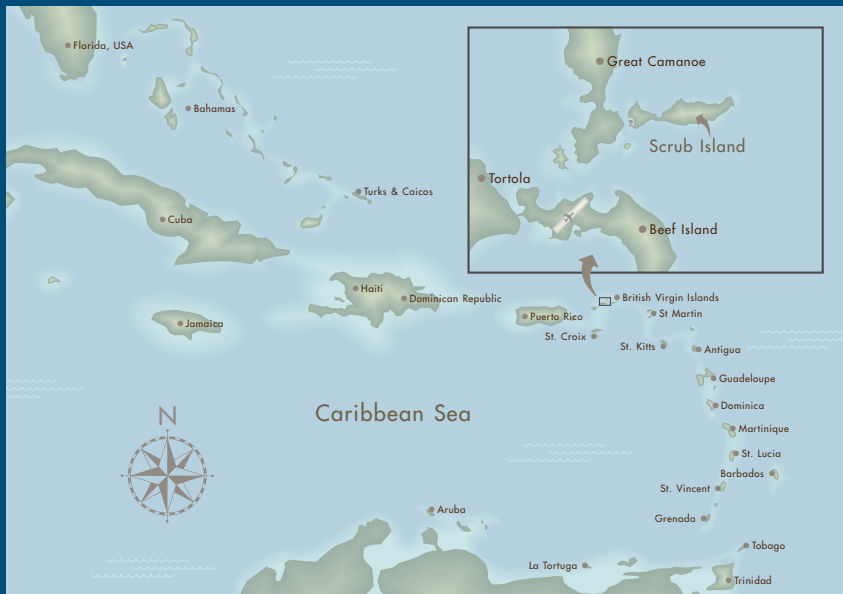 Florida, USA
Great Camanoe
Bahamas
Scrub Island
Tortola
Turks & Caicos
Cuba
Beef Island
Haiti
Dominican Republic
British Virgin Islands
St Martin
Puerto Rico
Jamaica
St. Croix
St. Kitts
Antigua
Guadeloupe
Dominica
Caribbean Sea
N
Martinique
St. Lucia
Barbados
St. Vincent
Aruba
Grenada
Tobago
La Tortuga
Trinidad